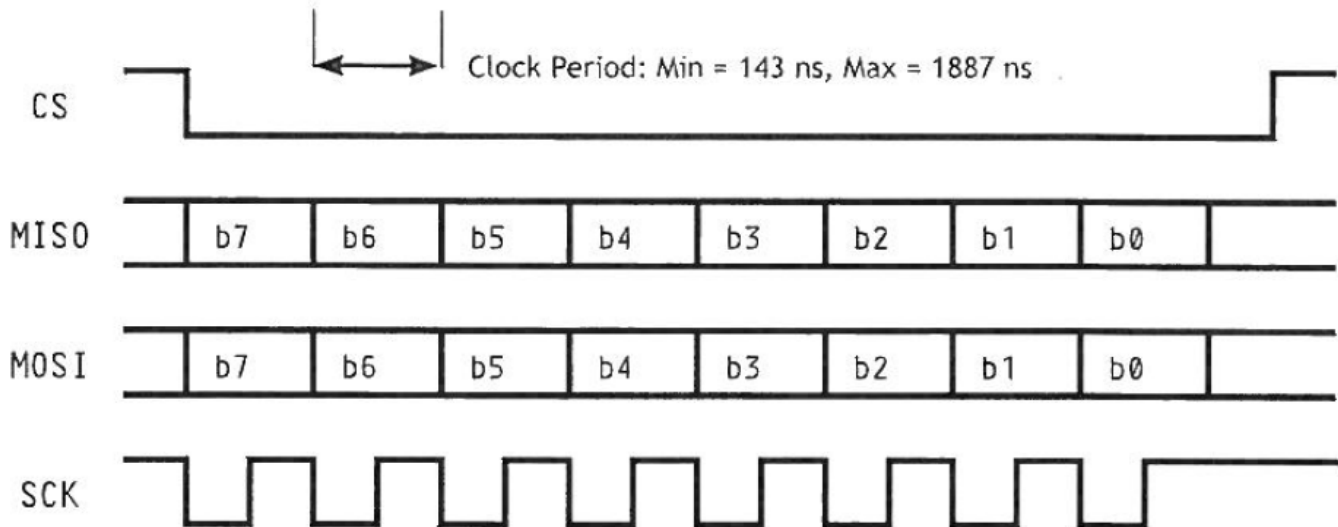 Clock Period: Min = 143 ns, Max = 1887 ns
CS
MISO b7 b6 b5 b4 b3 b2 b1 b0
MOSI b7 b6 b5 b4 b3 b2 b1 b0
SCK